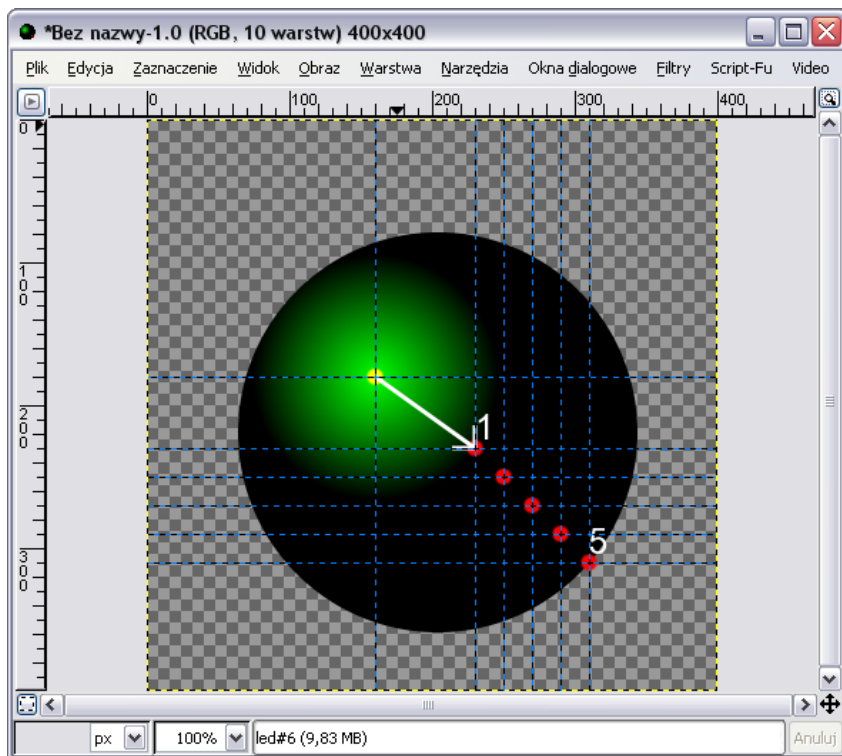 *Bez nazwy-1.0 (RGB, 10 warstw) 400x400
Plik Edycja Zaznaczenie Widok Obraz Warstwa Narzędzia Okna dialogowe Filtry Script-Fu Video
0 100 200 300 400
0
100
200
300
1
5
px 100% led#6 (9,83 MB) Anuluj